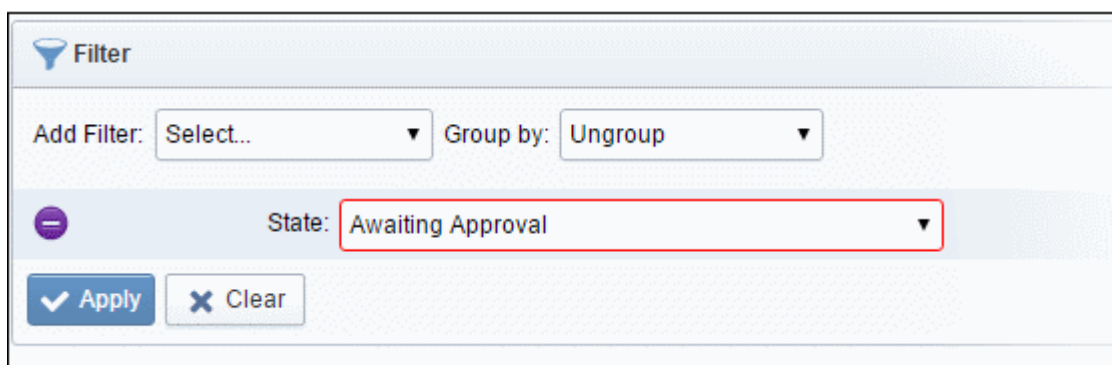 Filter
Add Filter: Select... Group by: Ungroup
State: Awaiting Approval
Apply Clear